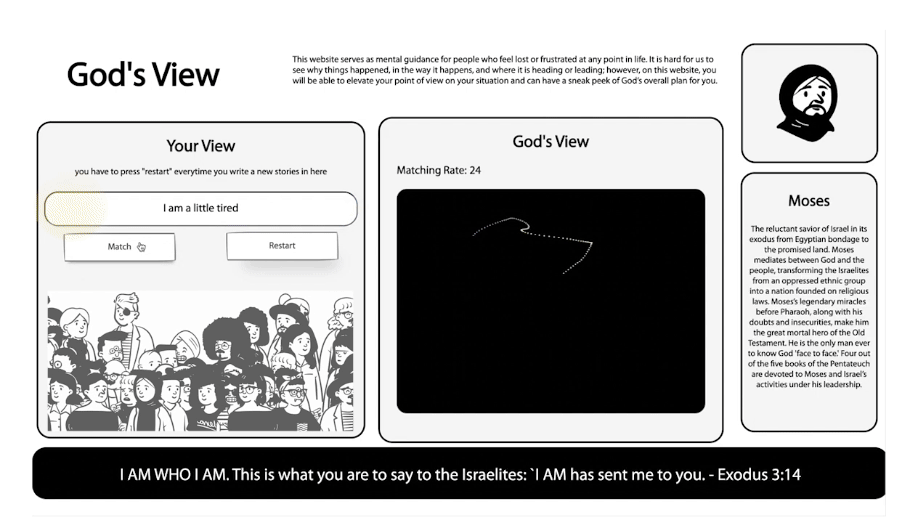 God's View
This website serves as mental guidance for people who feel lost or frustrated at any point in life. It is hard for us to
see why things happened, in the way it happens, and where it is heading or leading; however, on this website, you
will be able to elevate your point of view on your situation and can have a sneak peek of God's overall plan for you.
Your View
you have to press "restart" everytime you write a new stories in here
I am a little tired
Match
Restart
God's View
Matching Rate: 24
Moses
The reluctant savior of Israel in its
exodus from Egyptian bondage to
the promised land. Moses
mediates between God and the
people, transforming the Israelites
from an oppressed ethnic group
into a nation founded on religious
laws. Moses's legendary miracles
before Pharaoh, along with his
doubts and insecurities, make him
the great mortal hero of the Old
Testament. He is the only man ever
to know God 'face to face.' Four out
of the five books of the Pentateuch
are devoted to Moses and Israel's
activities under his leadership.
I AM WHO I AM. This is what you are to say to the Israelites: `I AM has sent me to you. - Exodus 3:14